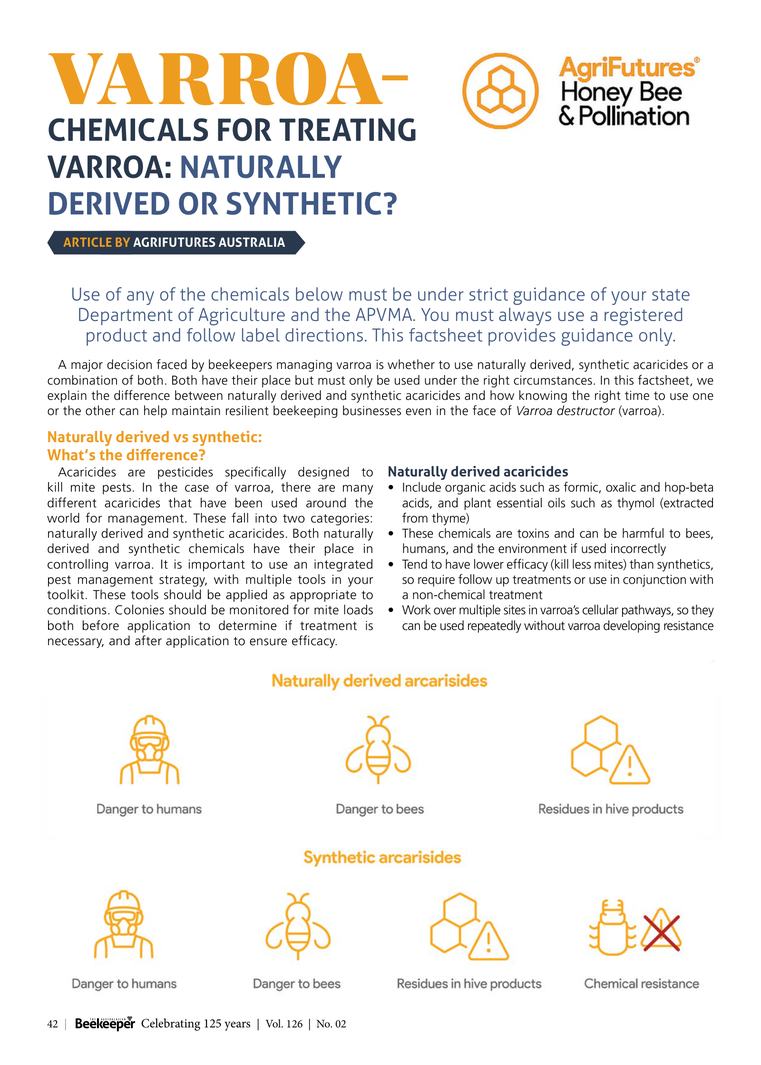 VARROA–
CHEMICALS FOR TREATING
VARROA: NATURALLY
DERIVED OR SYNTHETIC?
ARTICLE BY AGRIFUTURES AUSTRALIA
AgriFutures®
Honey Bee
& Pollination
Use of any of the chemicals below must be under strict guidance of your state
Department of Agriculture and the APVMA. You must always use a registered
product and follow label directions. This factsheet provides guidance only.
A major decision faced by beekeepers managing varroa is whether to use naturally derived, synthetic acaricides or a
combination of both. Both have their place but must only be used under the right circumstances. In this factsheet, we
explain the difference between naturally derived and synthetic acaricides and how knowing the right time to use one
or the other can help maintain resilient beekeeping businesses even in the face of Varroa destructor (varroa).
Naturally derived vs synthetic:
What's the difference?
Acaricides are pesticides specifically designed to
kill mite pests. In the case of varroa, there are many
different acaricides that have been used around the
world for management. These fall into two categories:
naturally derived and synthetic acaricides. Both naturally
derived and synthetic chemicals have their place in
controlling varroa. It is important to use an integrated
pest management strategy, with multiple tools in your
toolkit. These tools should be applied as appropriate to
conditions. Colonies should be monitored for mite loads
both before application to determine if treatment is
necessary, and after application to ensure efficacy.
Naturally derived acaricides
• Include organic acids such as formic, oxalic and hop-beta
acids, and plant essential oils such as thymol (extracted
from thyme)
• These chemicals are toxins and can be harmful to bees,
humans, and the environment if used incorrectly
• Tend to have lower efficacy (kill less mites) than synthetics,
so require follow up treatments or use in conjunction with
a non-chemical treatment
• Work over multiple sites in varroa's cellular pathways, so they
can be used repeatedly without varroa developing resistance
Naturally derived arcarisides
Danger to humans
Danger to bees
Residues in hive products
Synthetic arcarisides
Danger to humans
Danger to bees
Residues in hive products
Chemical resistance
42 | Beekeeper Celebrating 125 years | Vol. 126 | No. 02